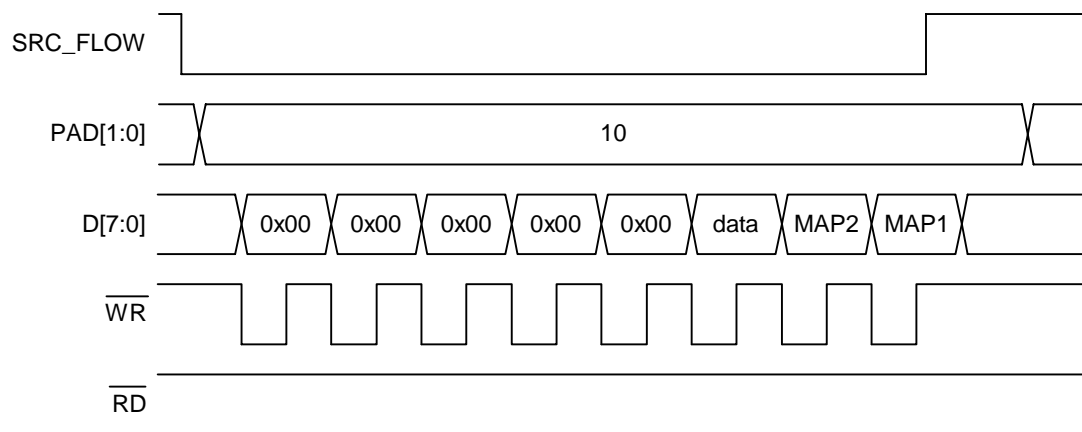 SRC_FLOW
PAD[1:0] 10
D[7:0] 0x00 0x00 0x00 0x00 0x00 data MAP2 MAP1
WR
RD